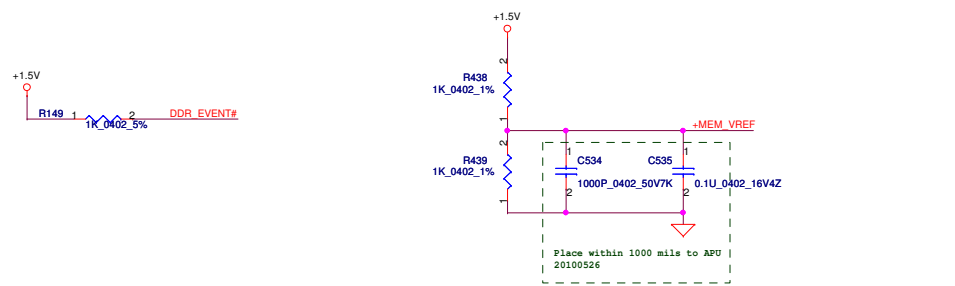 +1.5V
R149
1
2
DDR_EVENT#
1K_0402_5%
+1.5V
2
R438
1K_0402_1%
1
+MEM_VREF
2
R439
1K_0402_1%
1
1
C534
1000P_0402_50V7K
2
1
C535
0.1U_0402_16V4Z
2
Place within 1000 mils to APU
20100526